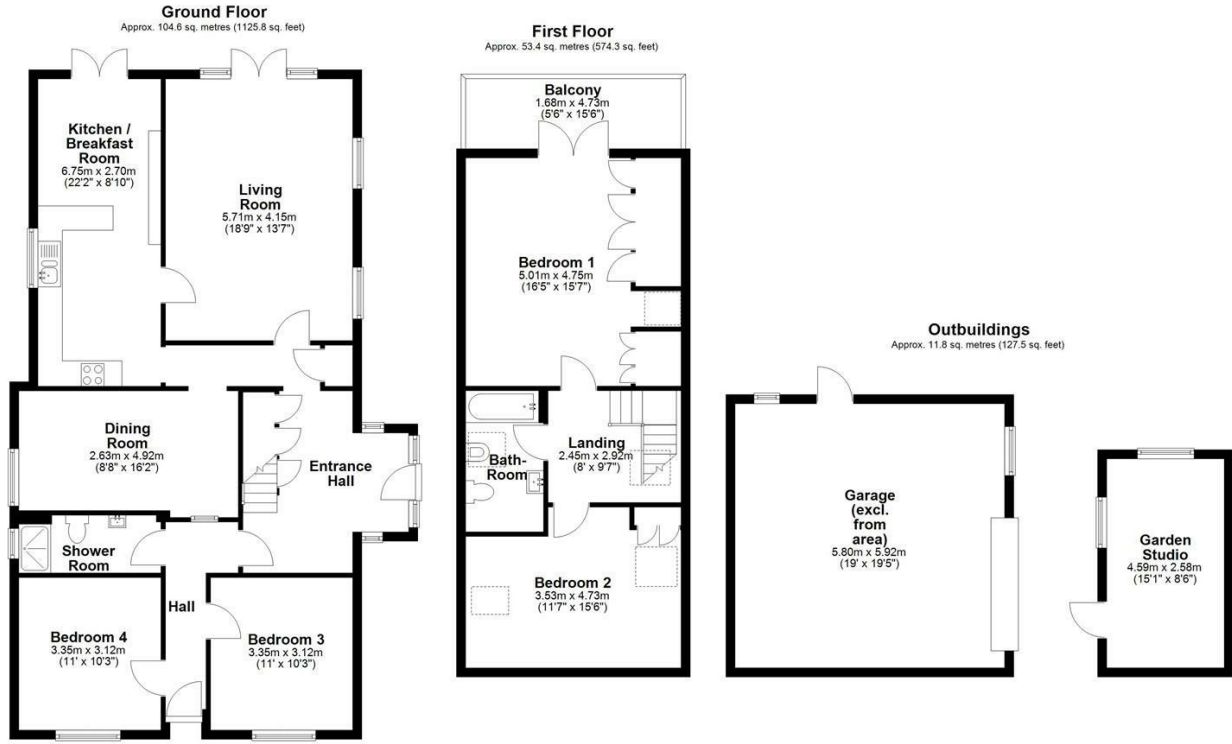 Ground Floor
Approx. 104.6 sq. metres (1125.8 sq. feet)
Kitchen /
Breakfast
Room
6.75m x 2.70m
(22'2" x 8'10")
Living
Room
5.71m x 4.15m
(18'9" x 13'7")
Dining
Room
2.63m x 4.92m
(8'8" x 16'2")
Entrance
Hall
Shower
Room
Hall
Bedroom 4
3.35m x 3.12m
(11' x 10'3")
Bedroom 3
3.35m x 3.12m
(11' x 10'3")
First Floor
Approx. 53.4 sq. metres (574.3 sq. feet)
Balcony
1.68m x 4.73m
(5'6" x 15'6")
Bedroom 1
5.01m x 4.75m
(16'5" x 15'7")
Bath-
Room
Landing
2.45m x 2.92m
(8' x 9'7")
Bedroom 2
3.53m x 4.73m
(11'7" x 15'6")
Outbuildings
Approx. 11.8 sq. metres (127.5 sq. feet)
Garage
(excl.
from
area)
5.80m x 5.92m
(19' x 19'5")
Garden
Studio
4.59m x 2.58m
(15'1" x 8'6")